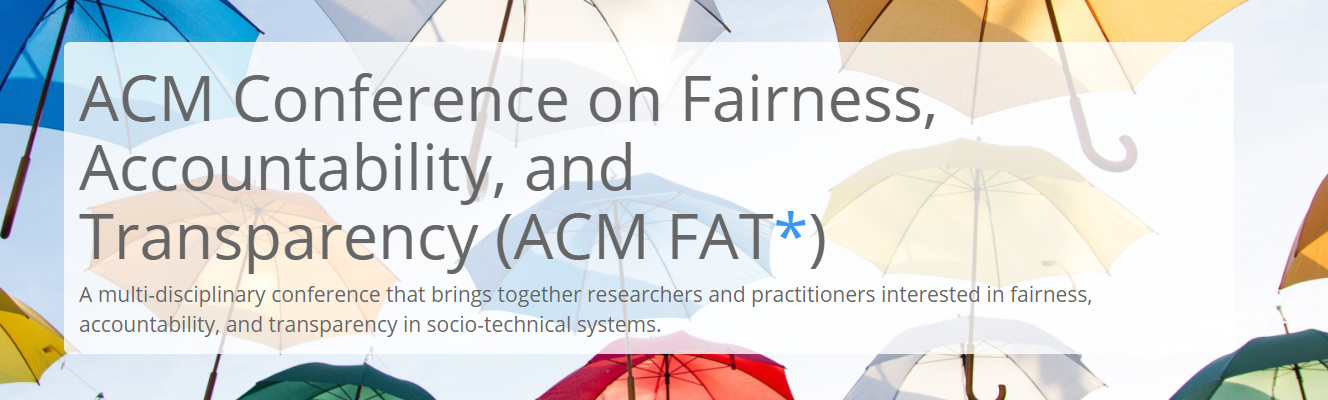 ACM Conference on Fairness,
Accountability, and
Transparency (ACM FAT*)
A multi-disciplinary conference that brings together researchers and practitioners interested in fairness,
accountability, and transparency in socio-technical systems.